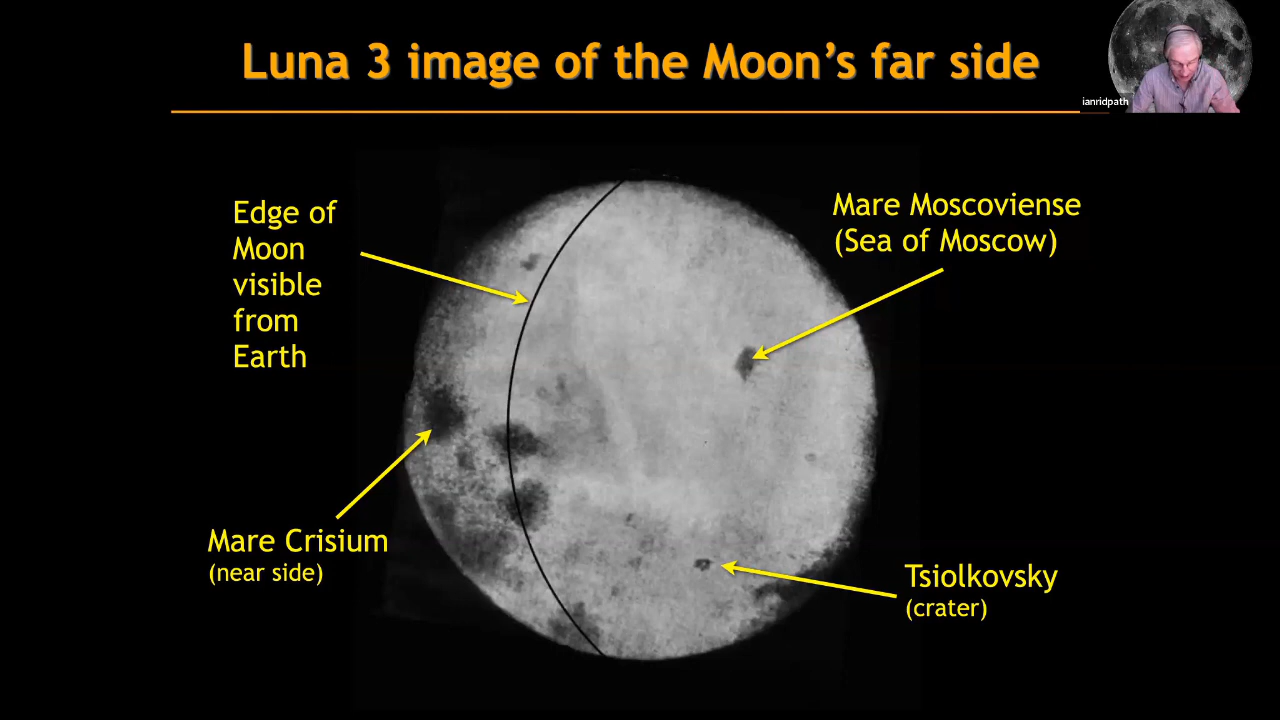 Luna 3 image of the Moon’s far side
ianridpath
Edge of
Moon
visible
from
Earth
Mare Moscoviense
(Sea of Moscow)
Mare Crisium
(near side)
Tsiolkovsky
(crater)